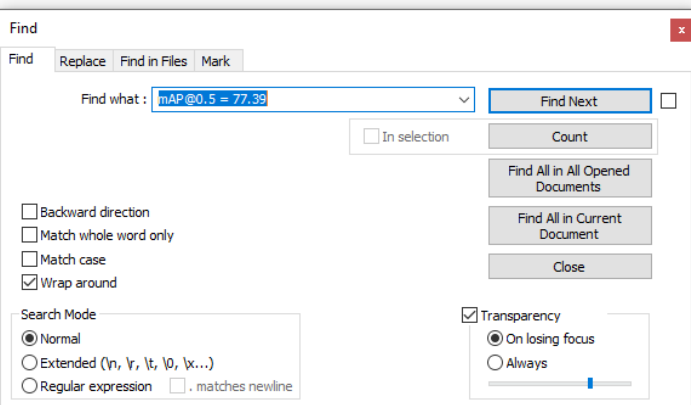 Find
x
Find Replace Find in Files Mark
Find what : mAP@0.5 = 77.39
Find Next
In selection
Count
Find All in All Opened
Documents
Backward direction
Find All in Current
Document
Match whole word only
Match case
Close
Wrap around
Search Mode
Transparency
Normal
On losing focus
Extended (\n, \r, \t, \0, \x...)
Always
Regular expression
. matches newline